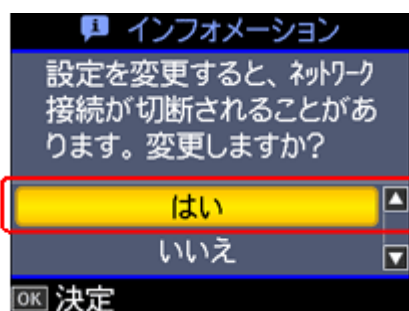 インフォメーション
設定を変更すると、ネットワーク
接続が切断されることがあ
ります。変更しますか?
はい
いいえ
OK 決定